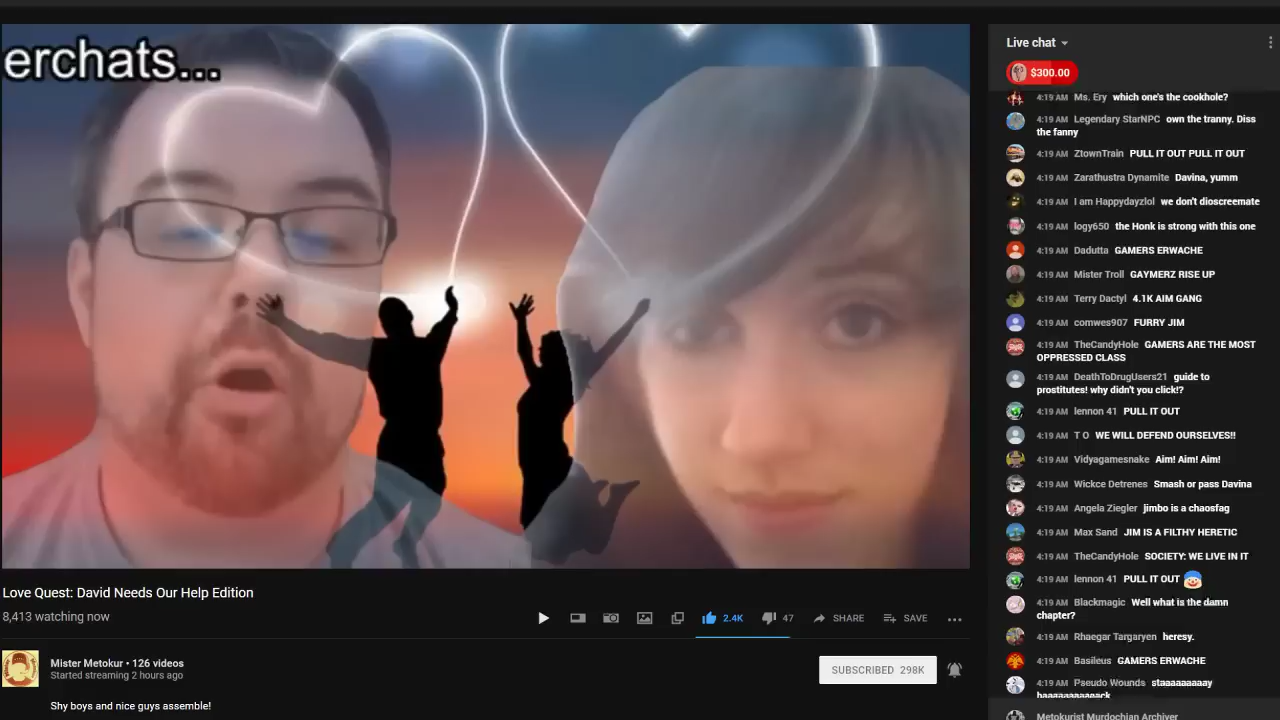 erchats...
Love Quest: David Needs Our Help Edition
8,413 watching now
2.4K
47
SHARE
SAVE
Mister Metokur • 126 videos
Started streaming 2 hours ago
SUBSCRIBED 298K
Shy boys and nice guys assemble!
Live chat
$300.00
4:19 AM Ms. Ery which one's the cookhole?
4:19 AM Legendary StarNPC own the tranny. Diss
the fanny
4:19 AM ZtownTrain PULL IT OUT PULL IT OUT
4:19 AM Zarathustra Dynamite Davina, yumm
4:19 AM I am Happydayzlol we don't dioscreemate
4:19 AM logy650 the Honk is strong with this one
4:19 AM Dadutta GAMERS ERWACHE
4:19 AM Mister Troll GAYMERZ RISE UP
4:19 AM Terry Dactyl 4.1K AIM GANG
4:19 AM comwes907 FURRY JIM
4:19 AM TheCandyHole GAMERS ARE THE MOST
OPPRESSED CLASS
4:19 AM DeathToDrugUsers21 guide to
prostitutes! why didn't you click!?
4:19 AM lennon 41 PULL IT OUT
4:19 AM T O WE WILL DEFEND OURSELVES!!
4:19 AM Vidyagamesnake Aim! Aim! Aim!
4:19 AM Wickce Detrenes Smash or pass Davina
4:19 AM Angela Ziegler jimbo is a chaosfag
4:19 AM Max Sand JIM IS A FILTHY HERETIC
4:19 AM TheCandyHole SOCIETY: WE LIVE IN IT
4:19 AM lennon 41 PULL IT OUT
4:19 AM Blackmagic Well what is the damn
chapter?
4:19 AM Rhaegar Targaryen heresy.
4:19 AM Basileus GAMERS ERWACHE
4:19 AM Pseudo Wounds staaaaaaaaay
baaaaaaaaaack
Metokurist Murdochian Archiver